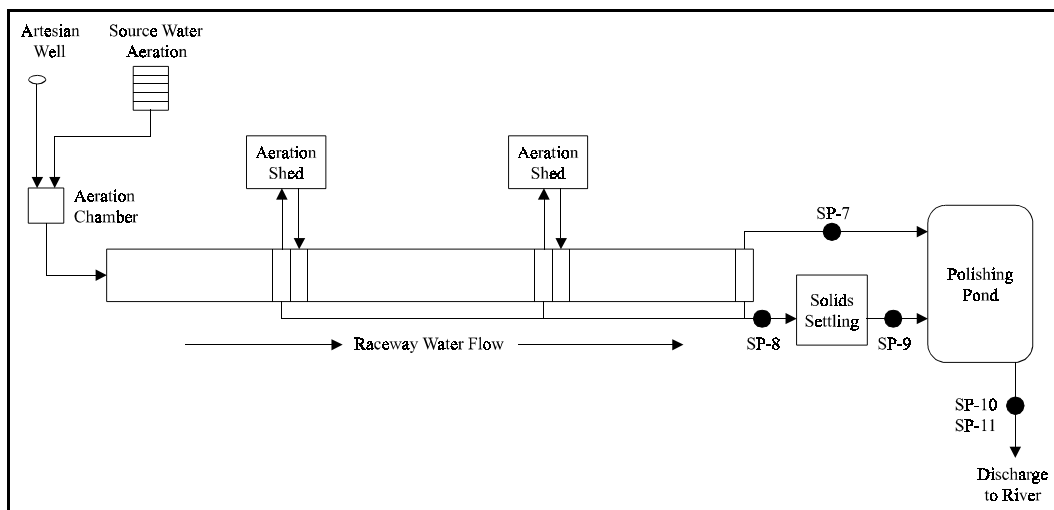 Artesian
Well
Source Water
Aeration
Aeration
Shed
Aeration
Shed
Aeration
Chamber
SP-7
Polishing
Pond
Solids
Settling
SP-8
SP-9
Raceway Water Flow
SP-10
SP-11
Discharge
to River